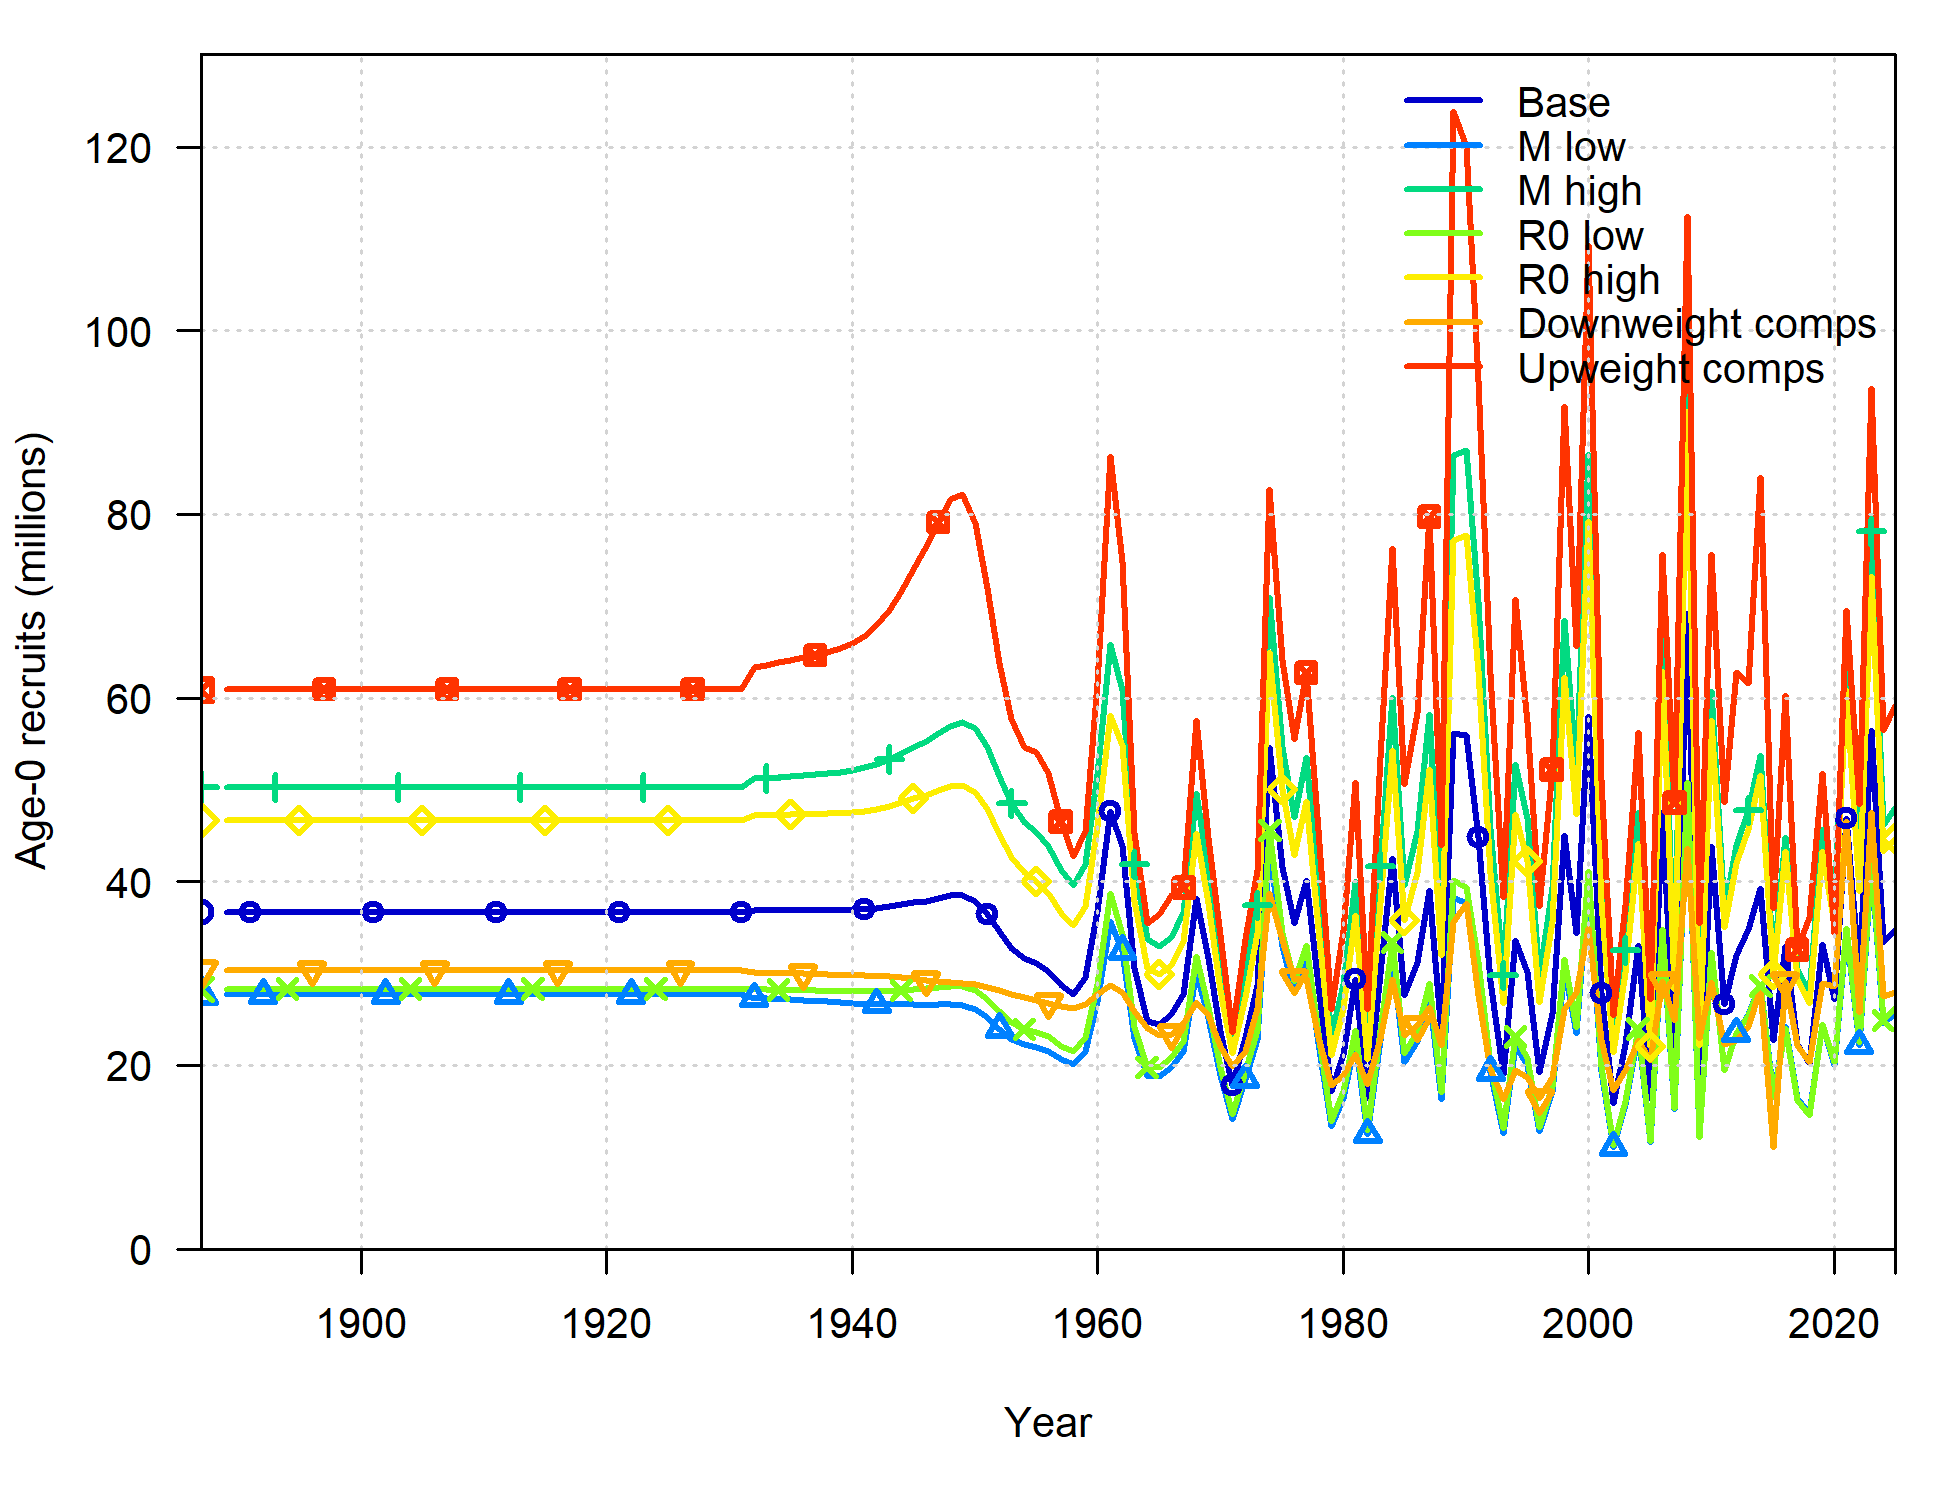 Base
M low
M high
R0 low
R0 high
Downweight comps
Upweight comps
120
100
80
60
40
20
0
Age-0 recruits (millions)
1900 1920 1940 1960 1980 2000 2020
Year